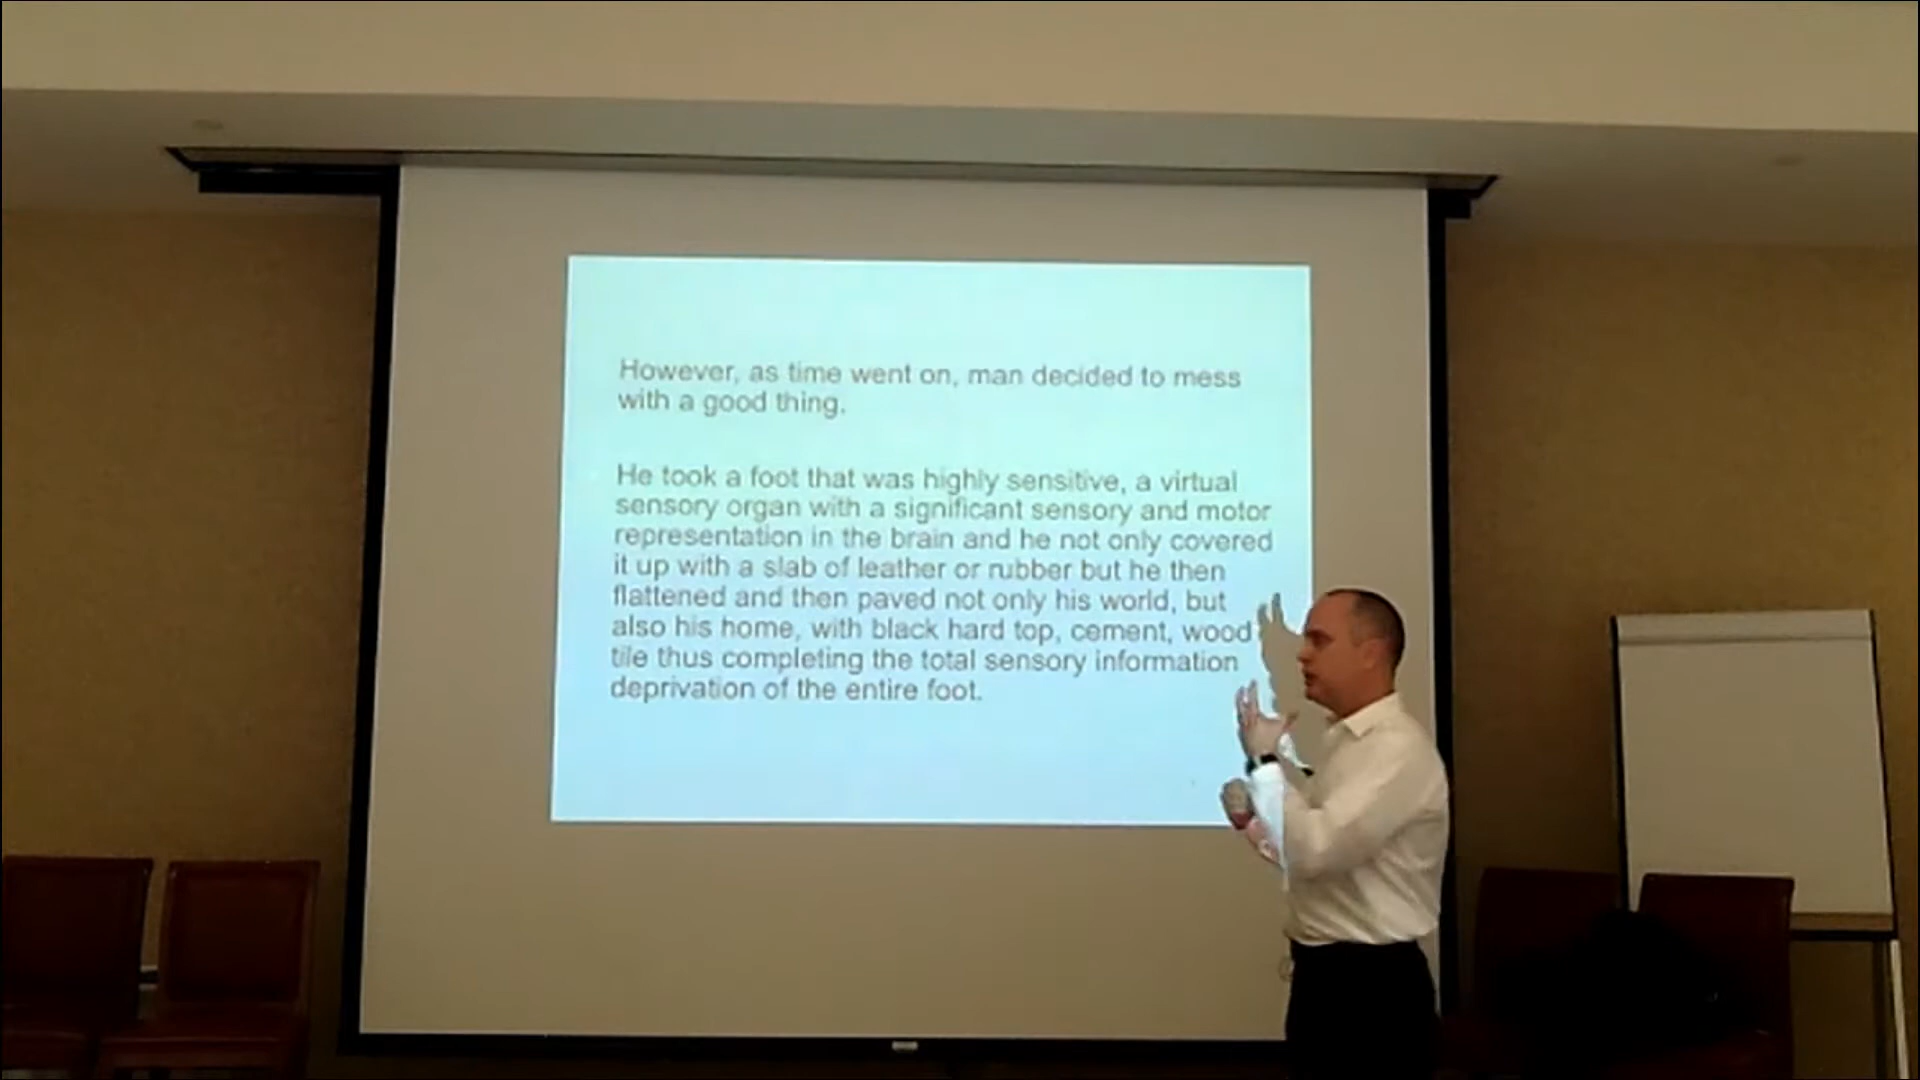 However, as time went on, man decided to mess
with a good thing.
He took a foot that was highly sensitive, a virtual
sensory organ with a significant sensory and motor
representation in the brain and he not only covered
it up with a slab of leather or rubber but he then
flattened and then paved not only his world, but
also his home, with black hard top, cement, wood
tile thus completing the total sensory information
deprivation of the entire foot.